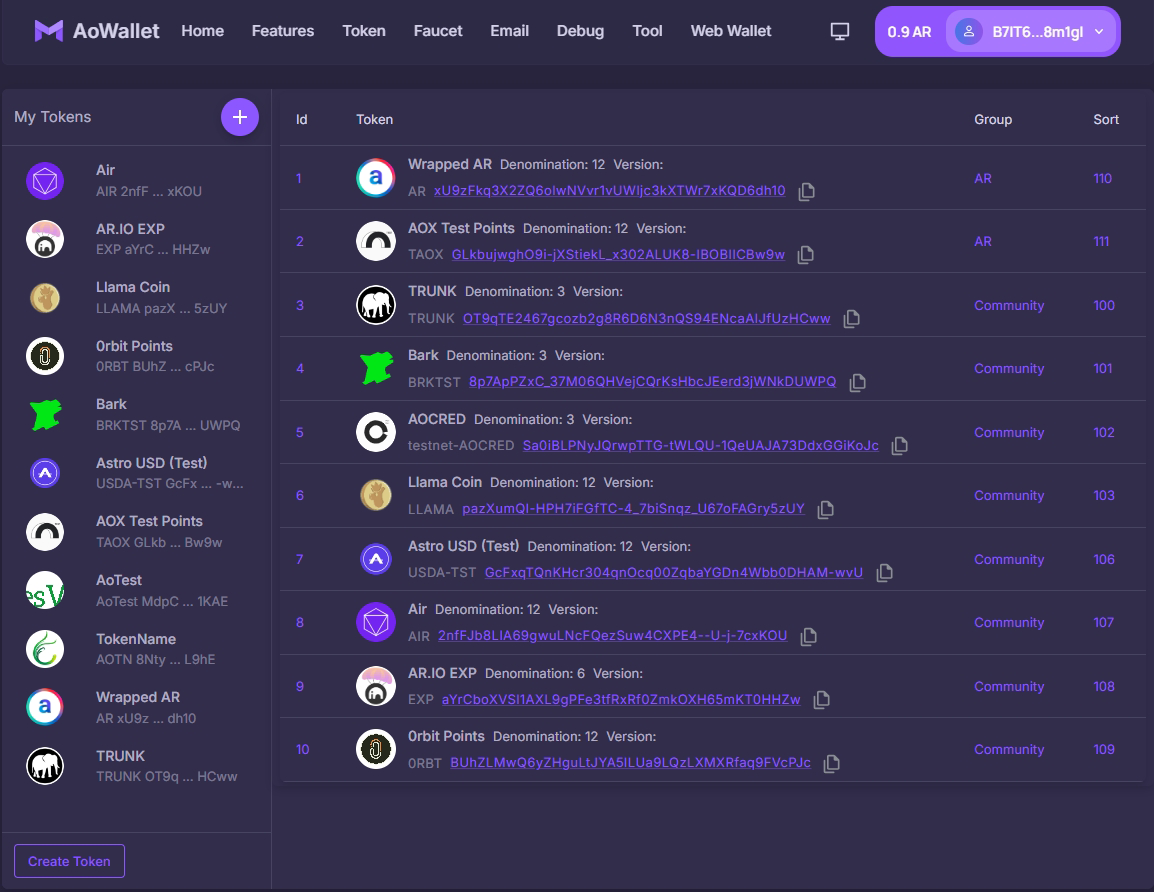 AoWallet Home Features Token Faucet Email Debug Tool Web Wallet 0.9 AR B7IT6...8m1gI
My Tokens
Air
AIR 2nfF ... xKOU
AR.IO EXP
EXP aYrC ... HHZw
Llama Coin
LLAMA pazX ... 5zUY
0rbit Points
0RBT BUhZ ... cPJc
Bark
BRKTST 8p7A ... UWPQ
Astro USD (Test)
USDA-TST GcFx ... -w...
AOX Test Points
TAOX GLkb ... Bw9w
AoTest
AoTest MdpC ... 1KAE
TokenName
AOTN 8Nty ... L9hE
Wrapped AR
AR xU9z ... dh10
TRUNK
TRUNK OT9q ... HCww
Create Token
Id Token Group Sort
1 Wrapped AR Denomination: 12 Version: AR 110
AR xU9zFkq3X2ZQ6olwNVvr1vUWIjc3kXTWr7xKQD6dh10
2 AOX Test Points Denomination: 12 Version: AR 111
TAOX GLkbujwghO9i-jXStiekL_x302ALUK8-IBOBIICBw9w
3 TRUNK Denomination: 3 Version: Community 100
TRUNK OT9qTE2467gcozb2g8R6D6N3nQS94ENcaAIJfUzHCww
4 Bark Denomination: 3 Version: Community 101
BRKTST 8p7ApPZxC_37M06QHVejCQrKsHbcJEerd3jWNkDUWPQ
5 AOCRED Denomination: 3 Version: Community 102
testnet-AOCRED Sa0iBLPNyJQrwpTTG-tWLQU-1QeUAJA73DdxGGiKoJc
6 Llama Coin Denomination: 12 Version: Community 103
LLAMA pazXumQI-HPH7iFGfTC-4_7biSnqz_U67oFAGry5zUY
7 Astro USD (Test) Denomination: 12 Version: Community 106
USDA-TST GcFxqTQnKHcr304qnOcq00ZqbaYGDn4Wbb0DHAM-wvU
8 Air Denomination: 12 Version: Community 107
AIR 2nfFJb8LIA69gwuLNcFQezSuw4CXPE4--U-j-7cxKOU
9 AR.IO EXP Denomination: 6 Version: Community 108
EXP aYrCboXVSI1AXL9gPFe3tfRxRf0ZmkOXH65mKT0HHZw
10 0rbit Points Denomination: 12 Version: Community 109
0RBT BUhZLMwQ6yZHguLtJYA5lLUa9LQzLXMXRfaq9FVcPJc